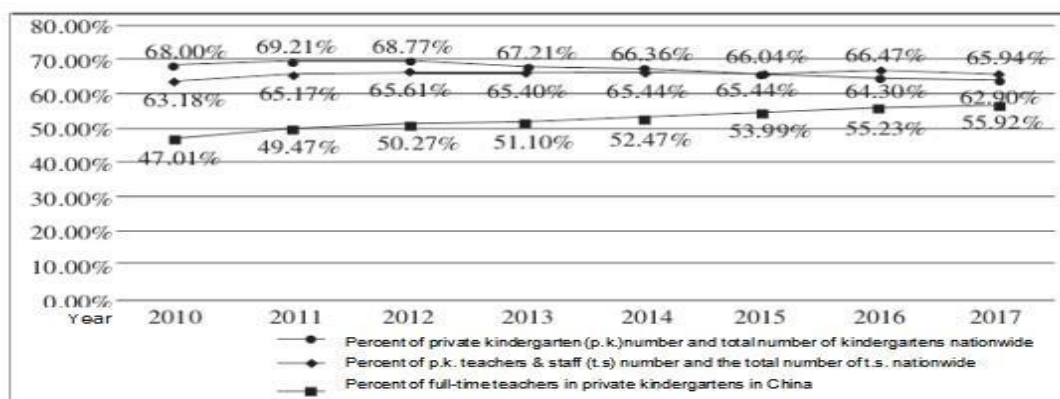 80.00%
68.00% 69.21% 68.77% 67.21% 66.36% 66.04% 66.47% 65.94%
70.00%
60.00%
63.18% 65.17% 65.61% 65.40% 65.44% 65.44% 64.30% 62.90%
50.00%
47.01% 49.47% 50.27% 51.10% 52.47% 53.99% 55.23% 55.92%
40.00%
30.00%
20.00%
10.00%
0.00%
Year 2010 2011 2012 2013 2014 2015 2016 2017
Percent of private kindergarten (p.k.)number and total number of kindergartens nationwide
Percent of p.k. teachers & staff (t.s) number and the total number of t.s. nationwide
Percent of full-time teachers in private kindergartens in China